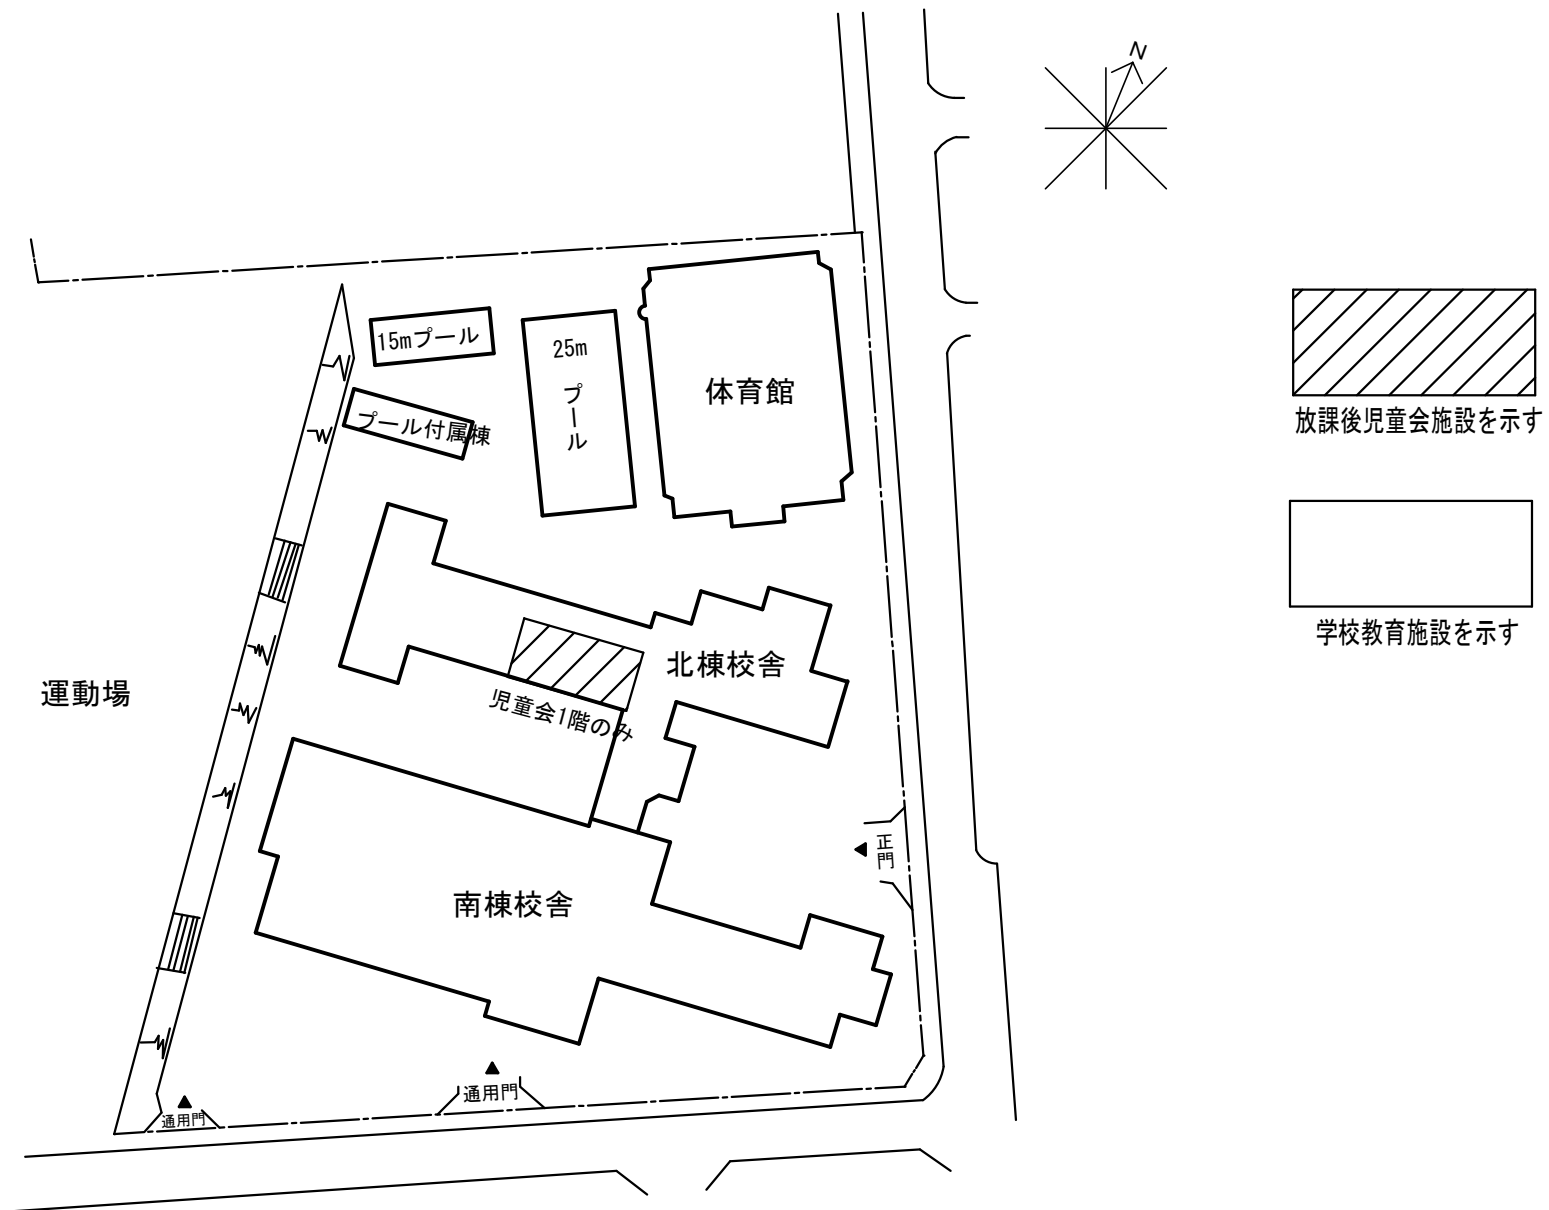 N
15mプール
25m
プール
体育館
プール付属棟
放課後児童会施設を示す
学校教育施設を示す
北棟校舎
運動場
児童会1階のみ
正門
南棟校舎
通用門
通用門